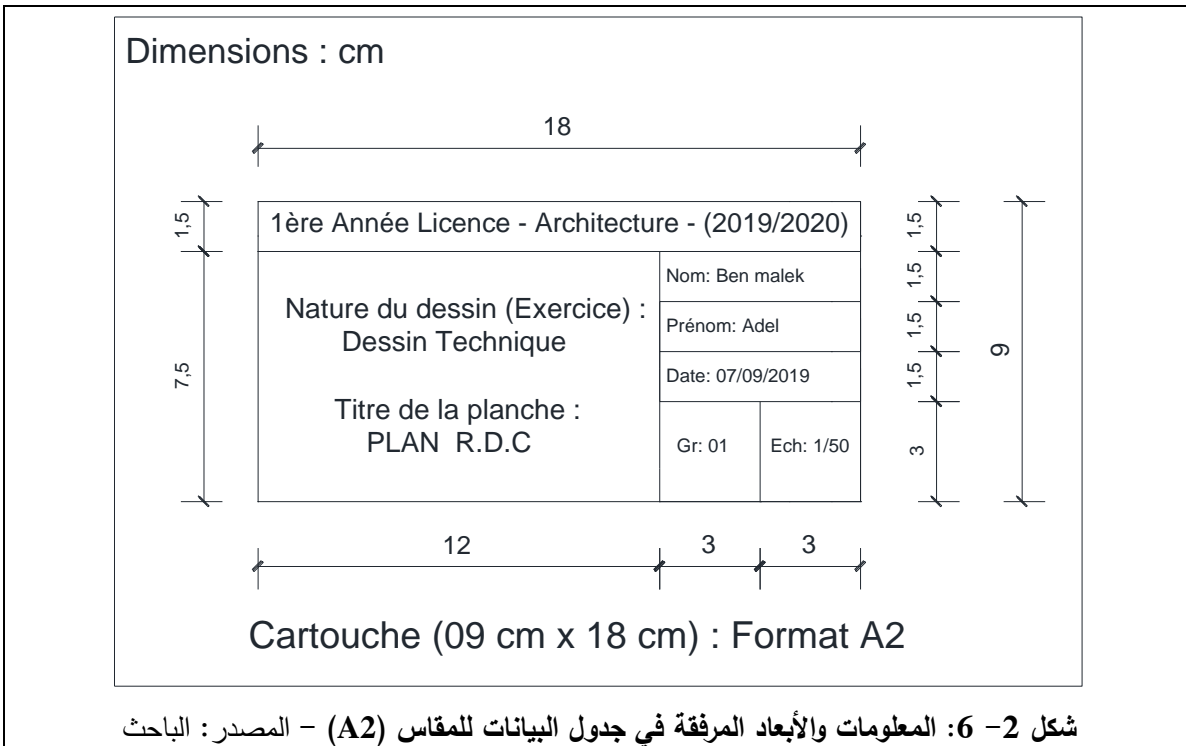 Dimensions : cm
18
1,5
1ère Année Licence - Architecture - (2019/2020)
1,5
7,5
Nature du dessin (Exercice) :
Dessin Technique
Titre de la planche :
PLAN R.D.C
Nom: Ben malek
Prénom: Adel
Date: 07/09/2019
Gr: 01
Ech: 1/50
1,5
1,5
1,5
3
9
12
3
3
Cartouche (09 cm x 18 cm) : Format A2
شكل 2- 6: المعلومات والأبعاد المرفقة في جدول البيانات للمقاس (A2) - المصدر: الباحث